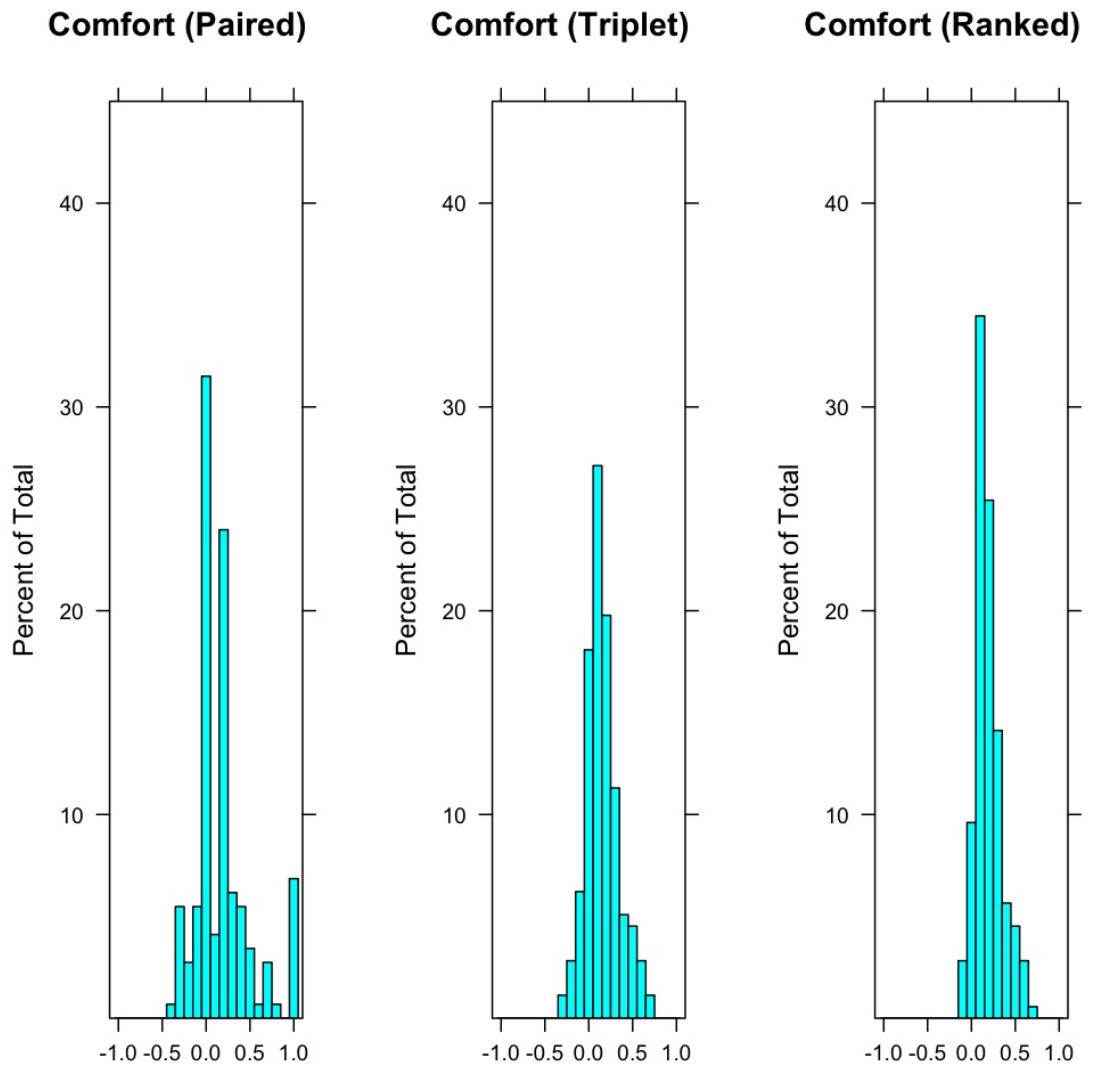 Comfort (Paired)
Comfort (Triplet)
Comfort (Ranked)
Percent of Total
40
30
20
10
-1.0 -0.5 0.0 0.5 1.0
Percent of Total
40
30
20
10
-1.0 -0.5 0.0 0.5 1.0
Percent of Total
40
30
20
10
-1.0 -0.5 0.0 0.5 1.0